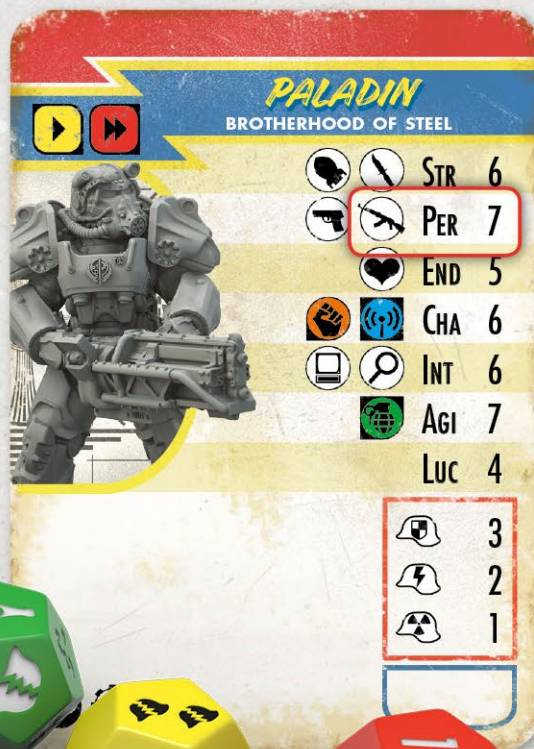 PALADIN
BROTHERHOOD OF STEEL
STR 6
PER 7
END 5
CHA 6
INT 6
AGI 7
LUC 4
3
2
1